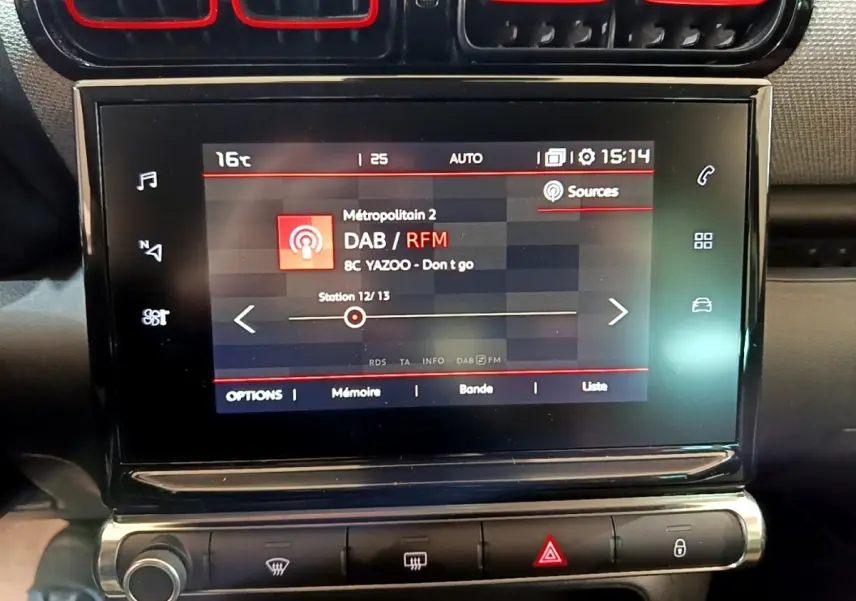 16°C | 25 AUTO | | 15:14
Sources
Métropolitain 2
DAB / RFM
8C YAZOO - Don t go
Station 12/ 13
N
RDS TA INFO DAB FM
OPTIONS | Mémoire | Bande | Liste